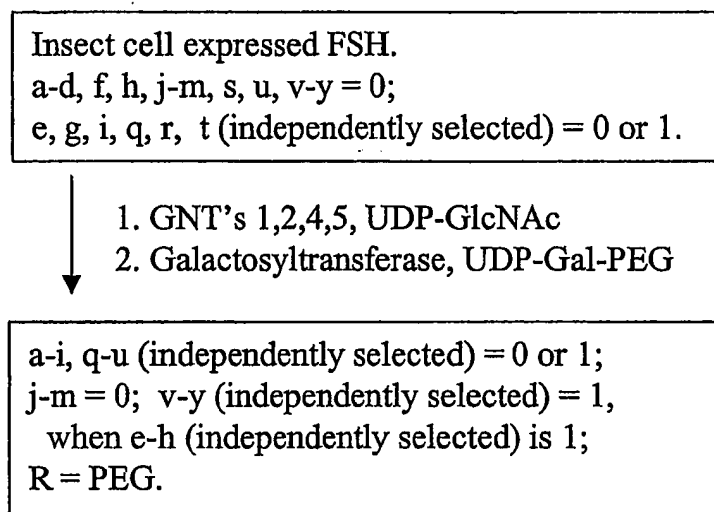 Insect cell expressed FSH.
a-d, f, h, j-m, s, u, v-y = 0;
e, g, i, q, r, t (independently selected) = 0 or 1.
1. GNT's 1,2,4,5, UDP-GlcNAc
2. Galactosyltransferase, UDP-Gal-PEG
a-i, q-u (independently selected) = 0 or 1;
j-m = 0; v-y (independently selected) = 1,
when e-h (independently selected) is 1;
R = PEG.